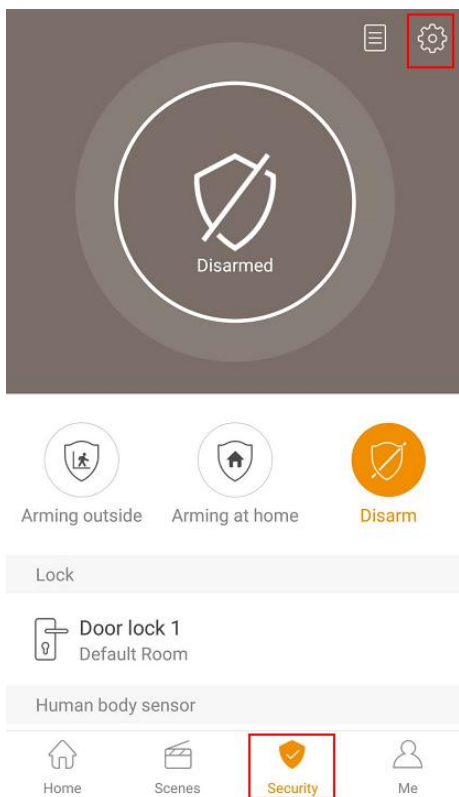 Disarmed
Arming outside Arming at home Disarm
Lock
Door lock 1
Default Room
Human body sensor
Home Scenes Security Me